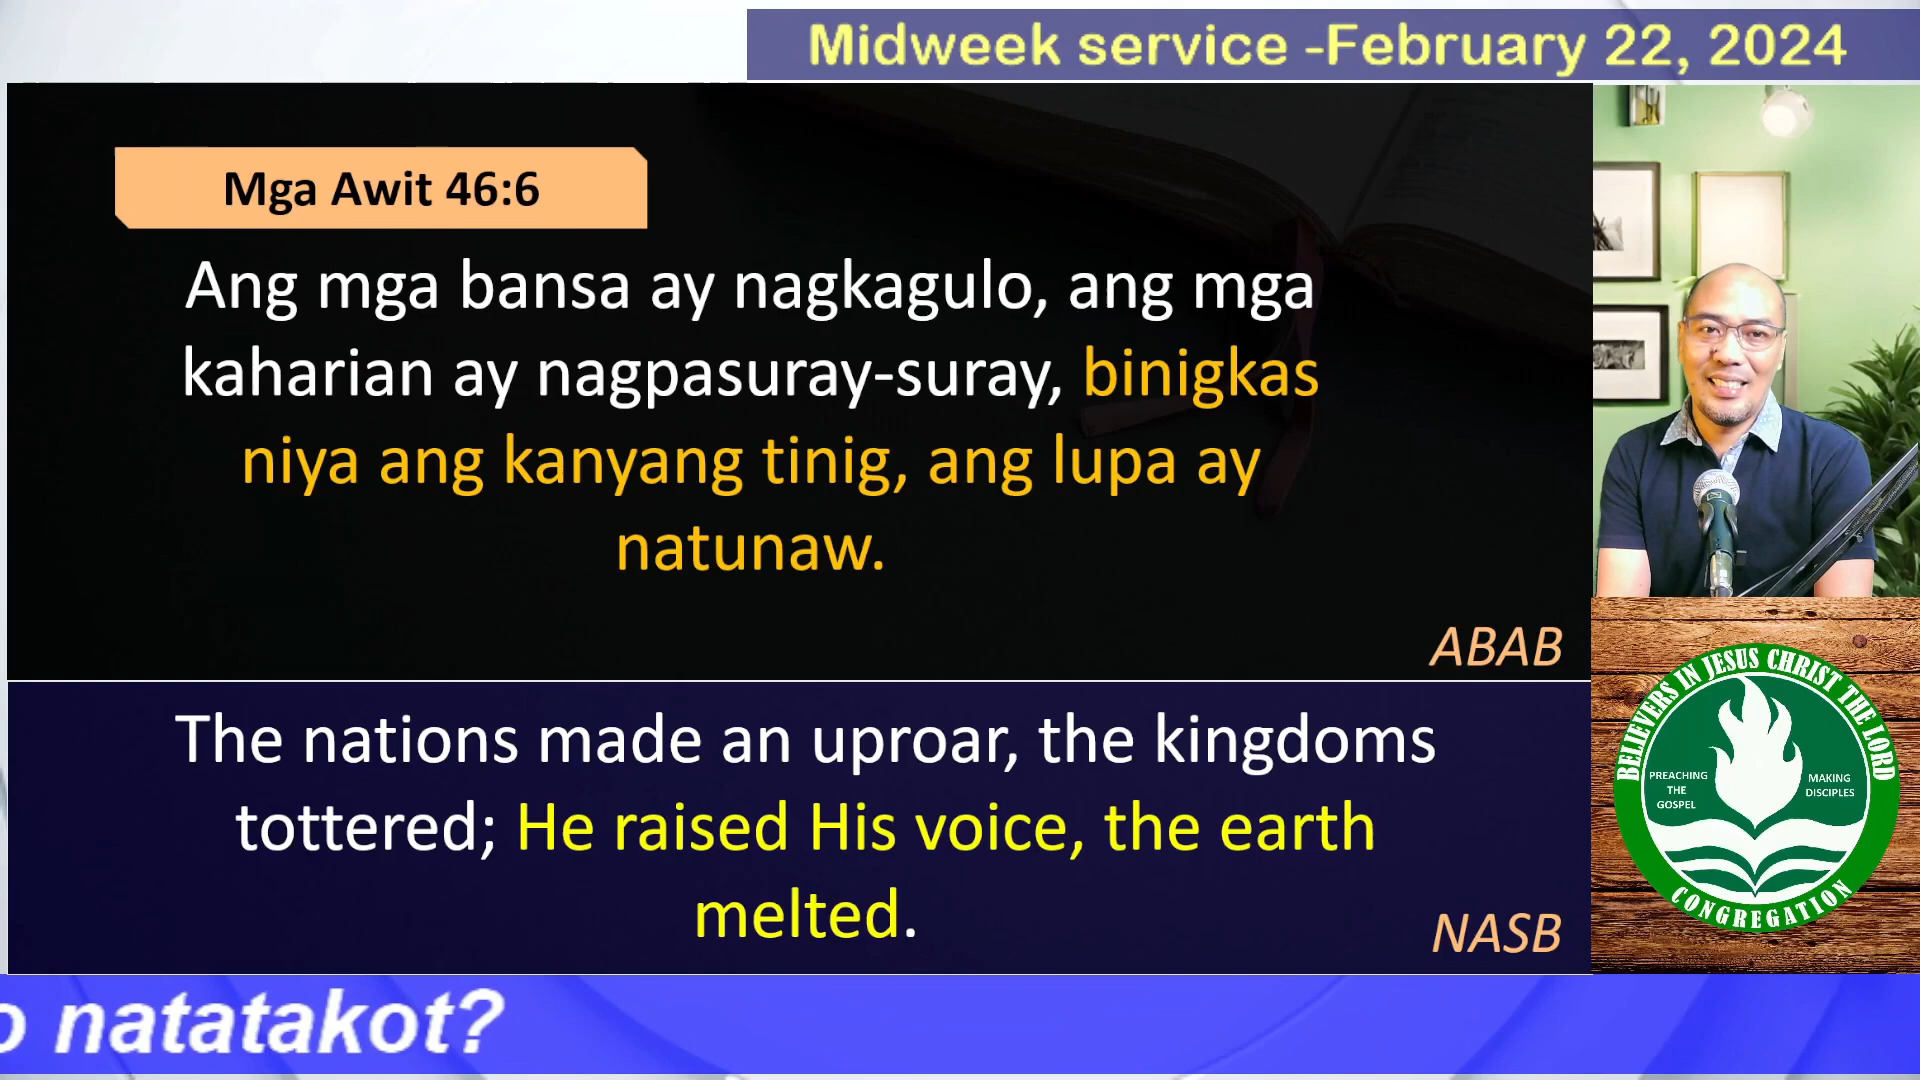 Midweek service -February 22, 2024
Mga Awit 46:6
Ang mga bansa ay nagkagulo, ang mga
kaharian ay nagpasuray-suray, binigkas
niya ang kanyang tinig, ang lupa ay
natunaw.
ABAB
The nations made an uproar, the kingdoms
tottered; He raised His voice, the earth
melted.
NASB
BELIEVERS IN JESUS CHRIST THE LORD
PREACHING
THE
GOSPEL
MAKING
DISCIPLES
CONGREGATION
o natatakot?